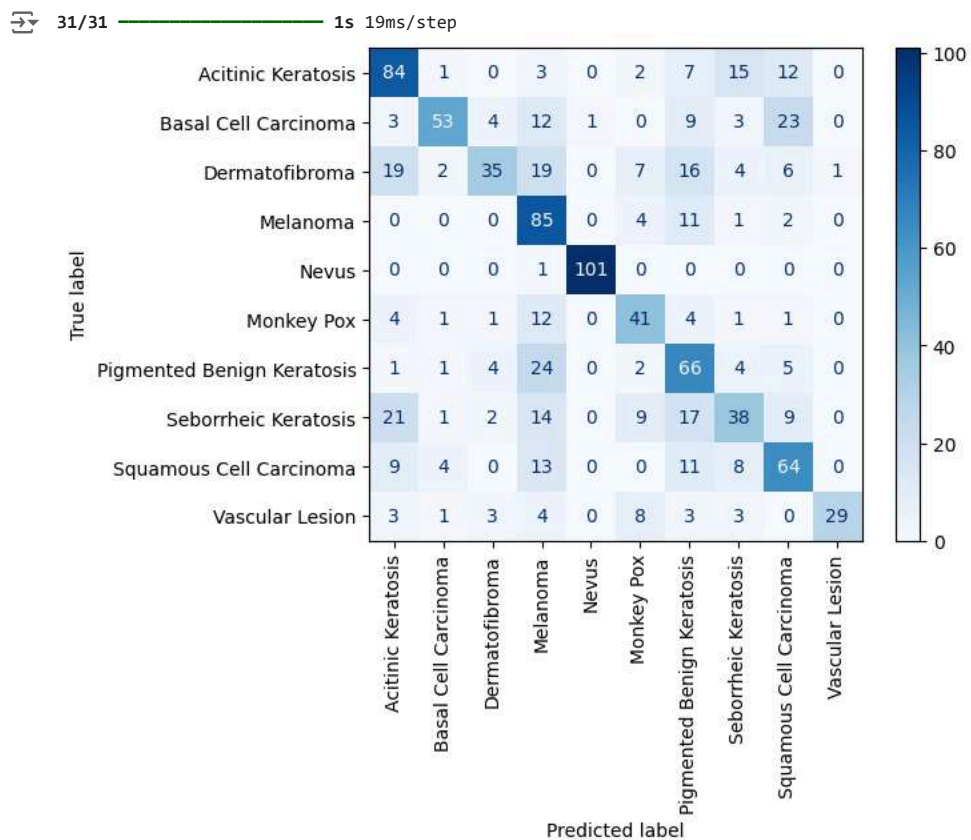 31/31 ━━━━━━━━━━━━━━━━━━━━ 1s 19ms/step
Acitinic Keratosis 84 1 0 3 0 2 7 15 12 0
Basal Cell Carcinoma 3 53 4 12 1 0 9 3 23 0
Dermatofibroma 19 2 35 19 0 7 16 4 6 1
Melanoma 0 0 0 85 0 4 11 1 2 0
Nevus 0 0 0 1 101 0 0 0 0 0
Monkey Pox 4 1 1 12 0 41 4 1 1 0
Pigmented Benign Keratosis 1 1 4 24 0 2 66 4 5 0
Seborrheic Keratosis 21 1 2 14 0 9 17 38 9 0
Squamous Cell Carcinoma 9 4 0 13 0 0 11 8 64 0
Vascular Lesion 3 1 3 4 0 8 3 3 0 29
True label
Acitinic Keratosis
Basal Cell Carcinoma
Dermatofibroma
Melanoma
Nevus
Monkey Pox
Pigmented Benign Keratosis
Seborrheic Keratosis
Squamous Cell Carcinoma
Vascular Lesion
Predicted label
100
80
60
40
20
0